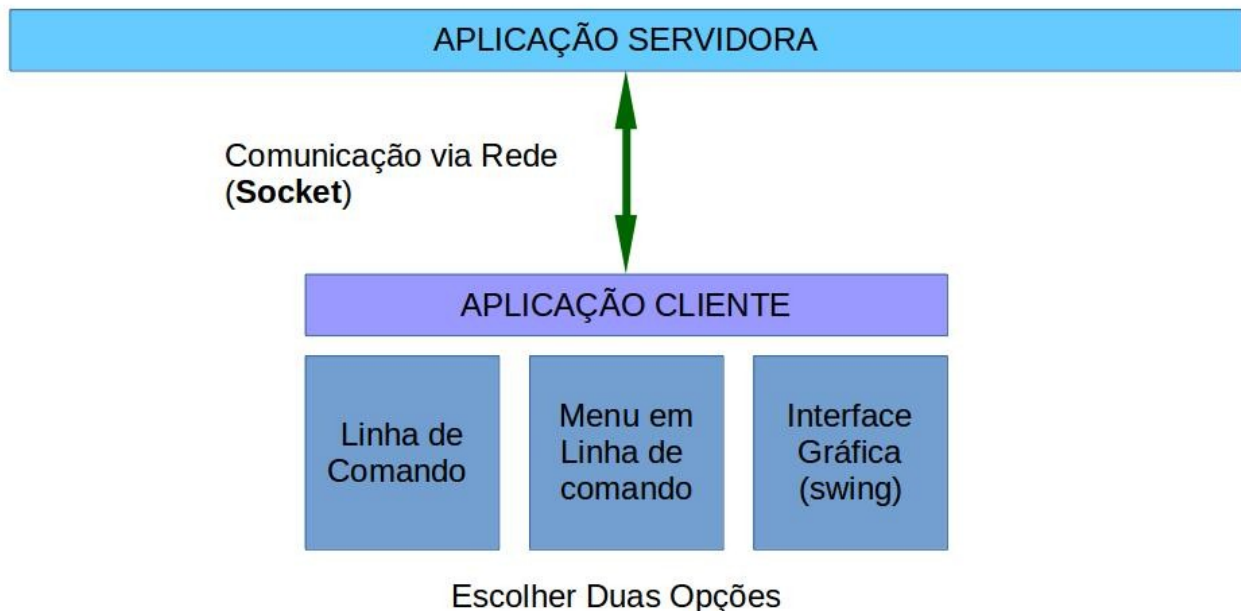 APLICAÇÃO SERVIDORA
Comunicação via Rede
(Socket)
APLICAÇÃO CLIENTE
Linha de
Comando
Menu em
Linha de
comando
Interface
Gráfica
(swing)
Escolher Duas Opções